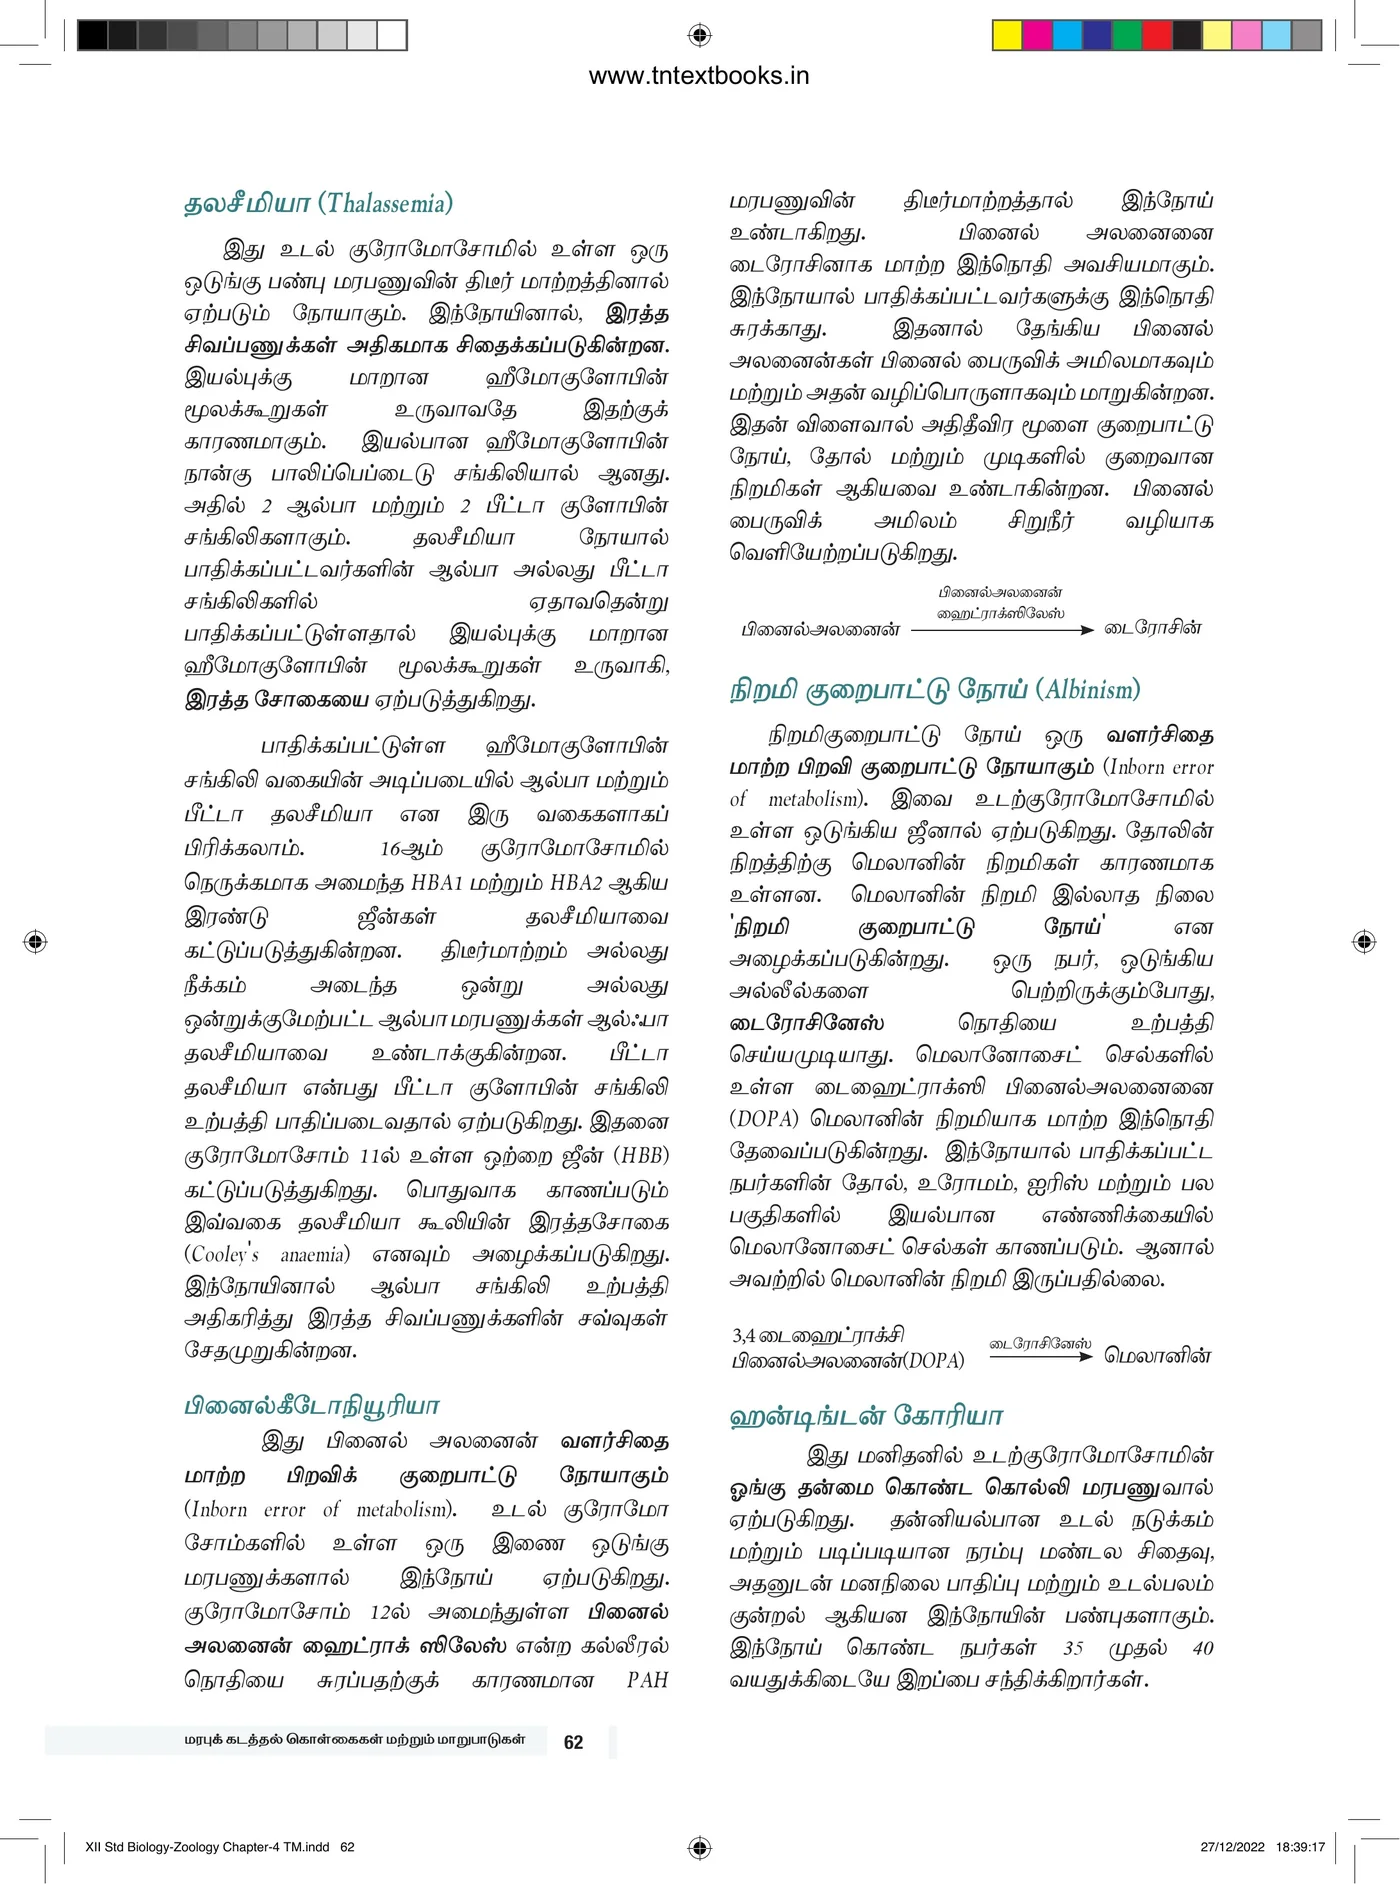 www.tntextbooks.in
தலசீமியா (Thalassemia)
இது உடல் குரோமோசோமில் உள்ள ஒரு
ஒடுங்கு பண்பு மரபணுவின் திடீர் மாற்றத்தினால்
ஏற்படும் நோயாகும். இந்நோயினால், இரத்த
சிவப்பணுக்கள் அதிகமாக சிதைக்கப்படுகின்றன.
இயல்புக்கு மாறான ஹீமோகுளோபின்
மூலக்கூறுகள் உருவாவதே இதற்குக்
காரணமாகும். இயல்பான ஹீமோகுளோபின்
நான்கு பாலிப்பெப்டைடு சங்கிலியால் ஆனது.
அதில் 2 ஆல்பா மற்றும் 2 பீட்டா குளோபின்
சங்கிலிகளாகும். தலசீமியா நோயால்
பாதிக்கப்பட்டவர்களின் ஆல்பா அல்லது பீட்டா
சங்கிலிகளில் ஏதாவதென்று
பாதிக்கப்பட்டுள்ளதால் இயல்புக்கு மாறான
ஹீமோகுளோபின் மூலக்கூறுகள் உருவாகி,
இரத்த சோகையை ஏற்படுத்துகிறது.
பாதிக்கப்பட்டுள்ள ஹீமோகுளோபின்
சங்கிலி வகையின் அடிப்படையில் ஆல்பா மற்றும்
பீட்டா தலசீமியா என இரு வகைகளாகப்
பிரிக்கலாம். 16ஆம் குரோமோசோமில்
நெருக்கமாக அமைந்த HBA1 மற்றும் HBA2 ஆகிய
இரண்டு ஜீன்கள் தலசீமியாவை
கட்டுப்படுத்துகின்றன. திடீர்மாற்றம் அல்லது
நீக்கம் அடைந்த ஒன்று அல்லது
ஒன்றுக்குமேற்பட்ட ஆல்பா மரபணுக்கள் ஆல்ஃபா
தலசீமியாவை உண்டாக்குகின்றன. பீட்டா
தலசீமியா என்பது பீட்டா குளோபின் சங்கிலி
உற்பத்தி பாதிப்படைவதால் ஏற்படுகிறது. இதனை
குரோமோசோம் 11ல் உள்ள ஒற்றை ஜீன் (HBB)
கட்டுப்படுத்துகிறது. பொதுவாக காணப்படும்
இவ்வகை தலசீமியா கூலியின் இரத்தசோகை
(Cooley's anaemia) எனவும் அழைக்கப்படுகிறது.
இந்நோயினால் ஆல்பா சங்கிலி உற்பத்தி
அதிகரித்து இரத்த சிவப்பணுக்களின் சவ்வுகள்
சேதமுறுகின்றன.
பினைல்கீடோநியூரியா
இது பினைல் அலனைன் வளர்சிதை
மாற்ற பிறவிக் குறைபாட்டு நோயாகும்
(Inborn error of metabolism). உடல் குரோமோ
சோம்களில் உள்ள ஒரு இணை ஒடுங்கு
மரபணுக்களால் இந்நோய் ஏற்படுகிறது.
குரோமோசோம் 12ல் அமைந்துள்ள பினைல்
அலனைன் ஹைட்ராக் ஸிலேஸ் என்ற கல்லீரல்
நொதியை சுரப்பதற்குக் காரணமான PAH
மரபணுவின் திடீர்மாற்றத்தால் இந்நோய்
உண்டாகிறது. பினைல் அலனைனை
டைரோசினாக மாற்ற இந்நொதி அவசியமாகும்.
இந்நோயால் பாதிக்கப்பட்டவர்களுக்கு இந்நொதி
சுரக்காது. இதனால் தேங்கிய பினைல்
அலனைன்கள் பினைல் பைருவிக் அமிலமாகவும்
மற்றும் அதன் வழிப்பொருளாகவும் மாறுகின்றன.
இதன் விளைவால் அதிதீவிர மூளை குறைபாட்டு
நோய், தோல் மற்றும் முடிகளில் குறைவான
நிறமிகள் ஆகியவை உண்டாகின்றன. பினைல்
பைருவிக் அமிலம் சிறுநீர் வழியாக
வெளியேற்றப்படுகிறது.
பினைல்அலனைன்
ஹைட்ராக்ஸிலேஸ்
பினைல்அலனைன் டைரோசின்
நிறமி குறைபாட்டு நோய் (Albinism)
நிறமிகுறைபாட்டு நோய் ஒரு வளர்சிதை
மாற்ற பிறவி குறைபாட்டு நோயாகும் (Inborn error
of metabolism). இவை உடற்குரோமோசோமில்
உள்ள ஒடுங்கிய ஜீனால் ஏற்படுகிறது. தோலின்
நிறத்திற்கு மெலானின் நிறமிகள் காரணமாக
உள்ளன. மெலானின் நிறமி இல்லாத நிலை
'நிறமி குறைபாட்டு நோய்' என
அழைக்கப்படுகின்றது. ஒரு நபர், ஒடுங்கிய
அல்லீல்களை பெற்றிருக்கும்போது,
டைரோசினேஸ் நொதியை உற்பத்தி
செய்யமுடியாது. மெலானோசைட் செல்களில்
உள்ள டைஹைட்ராக்ஸி பினைல்அலனைனை
(DOPA) மெலானின் நிறமியாக மாற்ற இந்நொதி
தேவைப்படுகின்றது. இந்நோயால் பாதிக்கப்பட்ட
நபர்களின் தோல், உரோமம், ஐரிஸ் மற்றும் பல
பகுதிகளில் இயல்பான எண்ணிக்கையில்
மெலானோசைட் செல்கள் காணப்படும். ஆனால்
அவற்றில் மெலானின் நிறமி இருப்பதில்லை.
3,4 டைஹைட்ராக்சி
பினைல்அலனைன்(DOPA) டைரோசினேஸ் மெலானின்
ஹன்டிங்டன் கோரியா
இது மனிதனில் உடற்குரோமோசோமின்
ஓங்கு தன்மை கொண்ட கொல்லி மரபணுவால்
ஏற்படுகிறது. தன்னியல்பான உடல் நடுக்கம்
மற்றும் படிப்படியான நரம்பு மண்டல சிதைவு,
அதனுடன் மனநிலை பாதிப்பு மற்றும் உடல்பலம்
குன்றல் ஆகியன இந்நோயின் பண்புகளாகும்.
இந்நோய் கொண்ட நபர்கள் 35 முதல் 40
வயதுக்கிடையே இறப்பை சந்திக்கிறார்கள்.
மரபுக் கடத்தல் கொள்கைகள் மற்றும் மாறுபாடுகள் 62
XII Std Biology-Zoology Chapter-4 TM.indd 62 27/12/2022 18:39:17